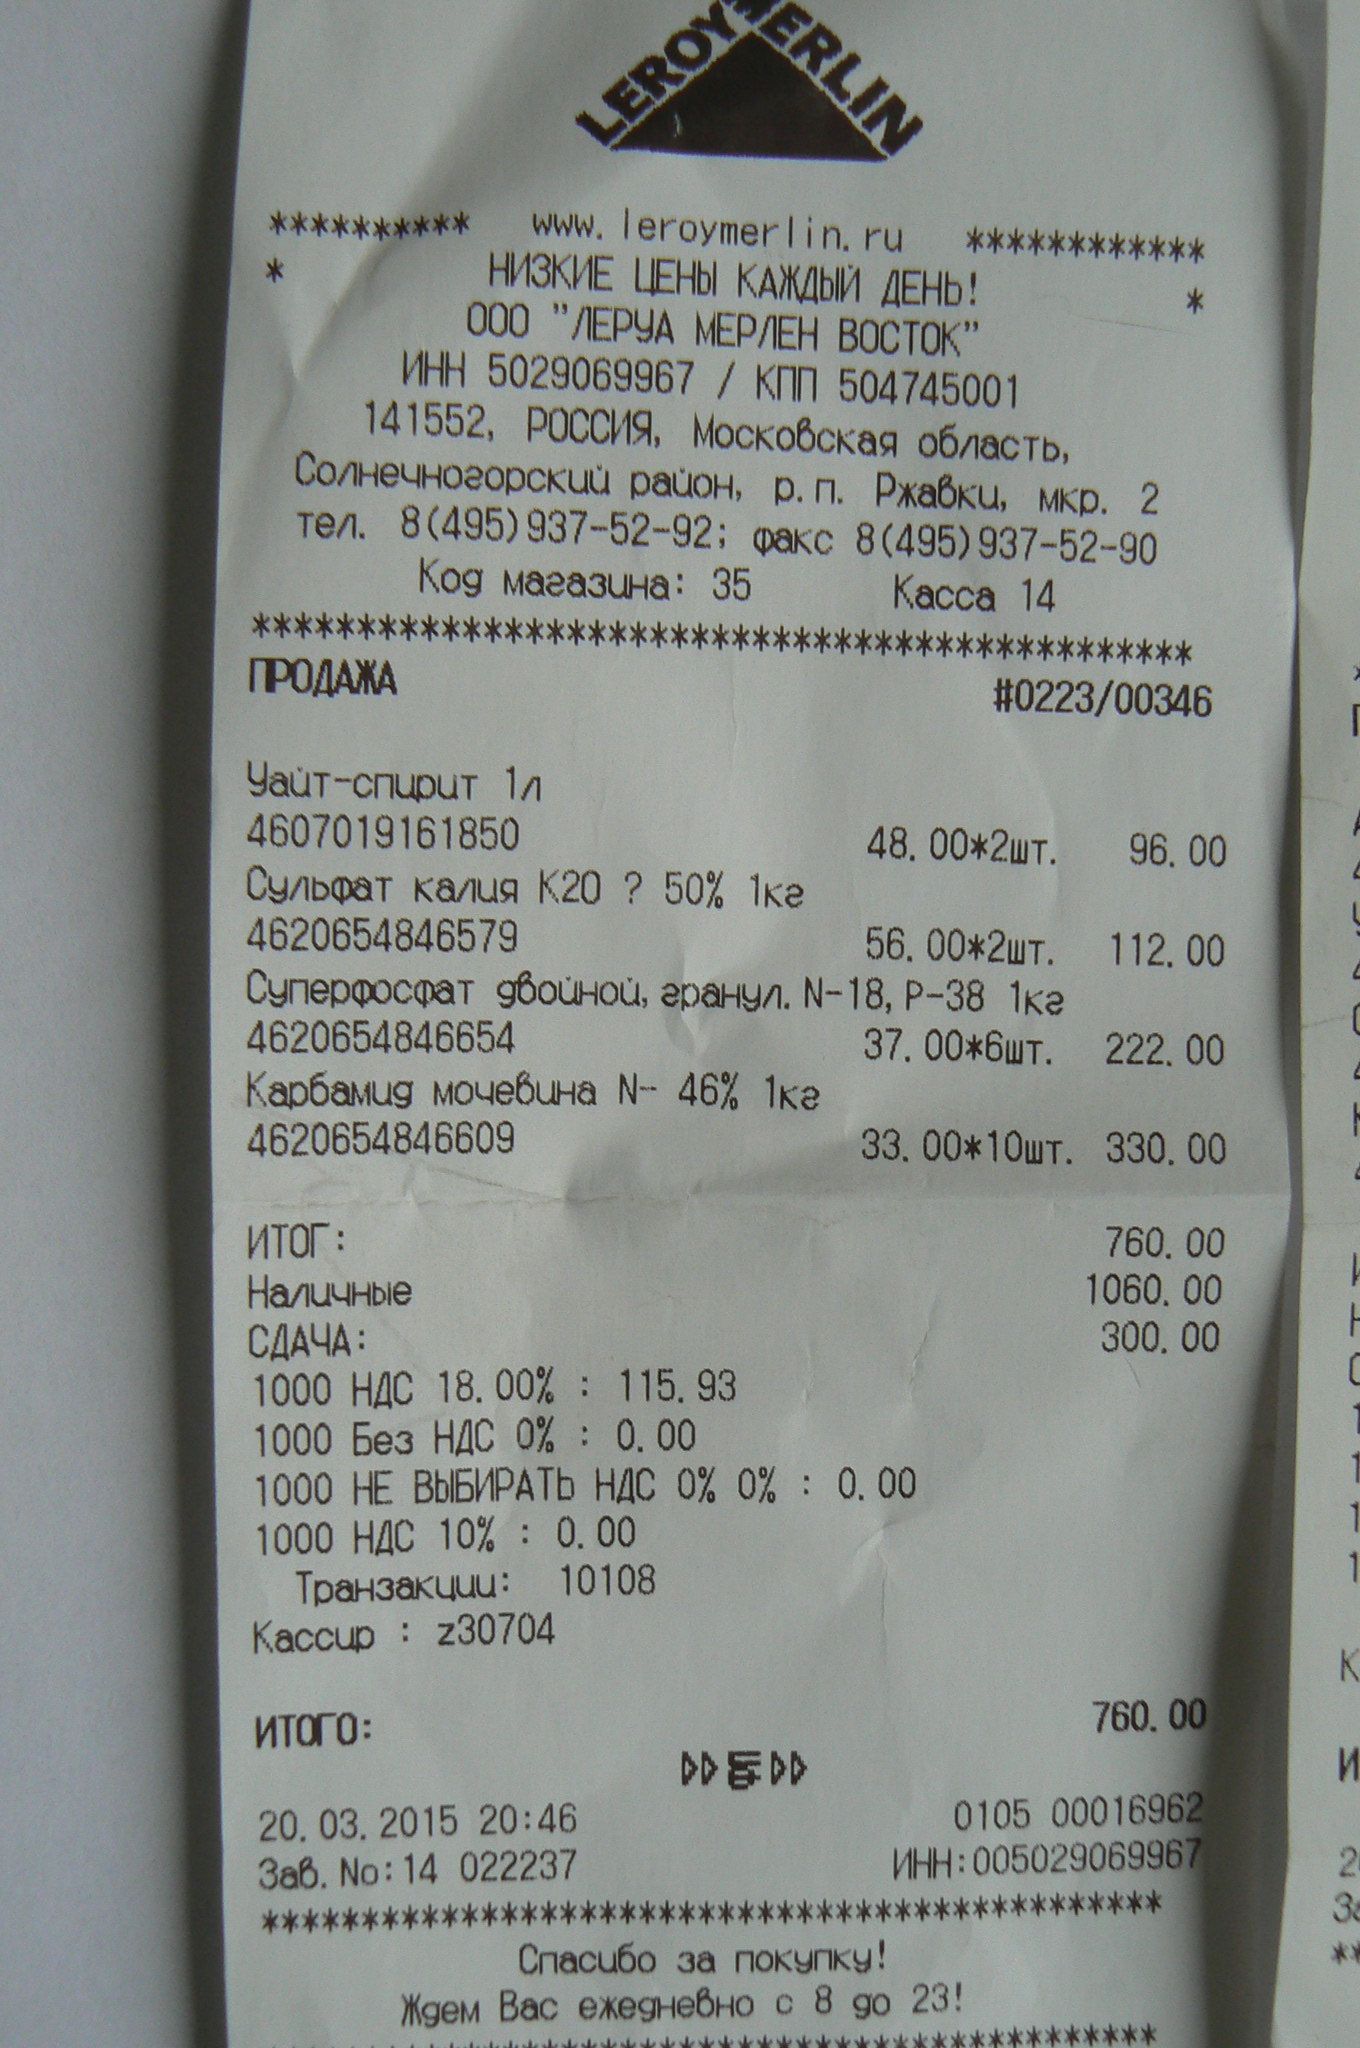 LEROY MERLIN
********** www.leroymerlin.ru ************
* НИЗКИЕ ЦЕНЫ КАЖДЫЙ ДЕНЬ! *
ООО "ЛЕРУА МЕРЛЕН ВОСТОК"
ИНН 5029069967 / КПП 504745001
141552, РОССИЯ, Московская область,
Солнечногорский район, р.п. Ржавки, мкр. 2
тел. 8(495)937-52-92; факс 8(495)937-52-90
Код магазина: 35 Касса 14
**********************************************
ПРОДАЖА #0223/00346
Уайт-спирит 1л
4607019161850 48.00*2шт. 96.00
Сульфат калия K20 ? 50% 1кг
4620654846579 56.00*2шт. 112.00
Суперфосфат двойной, гранул. N-18, P-38 1кг
4620654846654 37.00*6шт. 222.00
Карбамид мочевина N- 46% 1кг
4620654846609 33.00*10шт. 330.00
ИТОГ: 760.00
Наличные 1060.00
СДАЧА: 300.00
1000 НДС 18.00% : 115.93
1000 Без НДС 0% : 0.00
1000 НЕ ВЫБИРАТЬ НДС 0% 0% : 0.00
1000 НДС 10% : 0.00
Транзакции: 10108
Кассир : z30704
ИТОГО: 760.00
20.03.2015 20:46 0105 00016962
Зав. No:14 022237 ИНН:005029069967
**********************************************
Спасибо за покупку!
Ждем Вас ежедневно с 8 до 23!
**********************************************